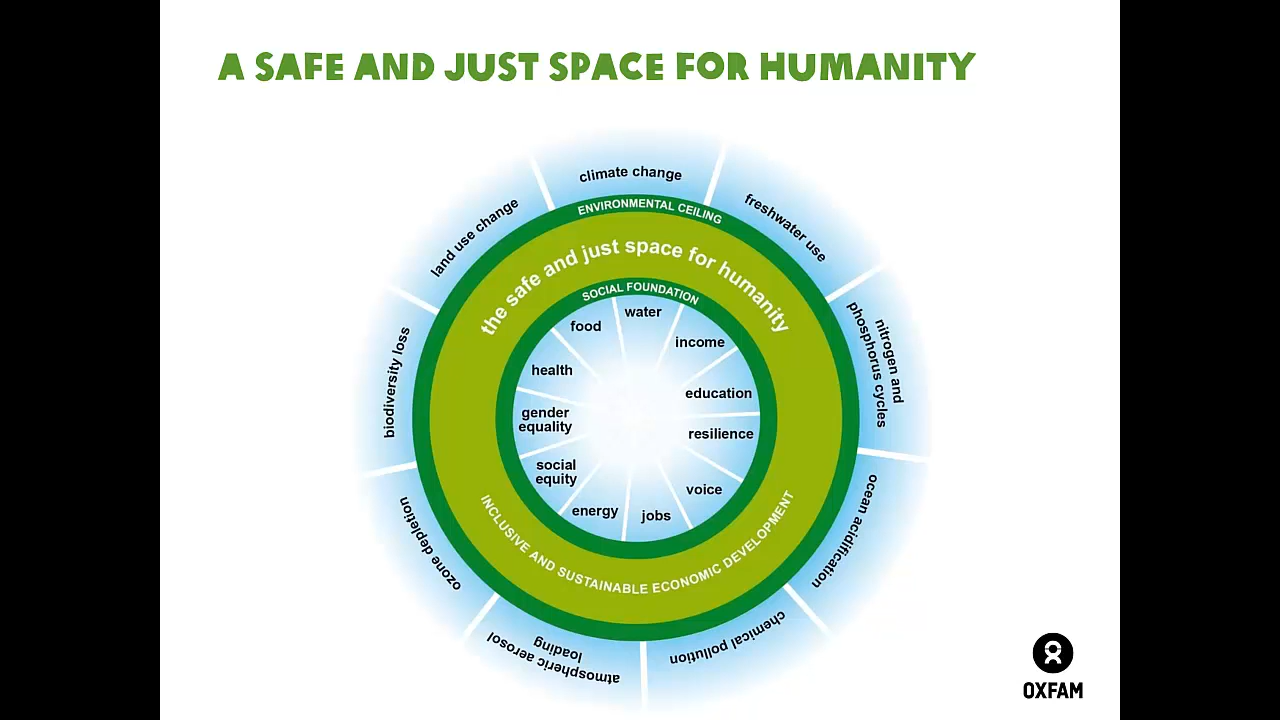 A SAFE AND JUST SPACE FOR HUMANITY
climate change
freshwater use
nitrogen and
phosphorus cycles
ocean acidification
chemical pollution
atmospheric aerosol
loading
ozone depletion
biodiversity loss
land use change
ENVIRONMENTAL CEILING
the safe and just space for humanity
SOCIAL FOUNDATION
water
income
education
resilience
voice
jobs
energy
social
equity
gender
equality
health
food
INCLUSIVE AND SUSTAINABLE ECONOMIC DEVELOPMENT
OXFAM